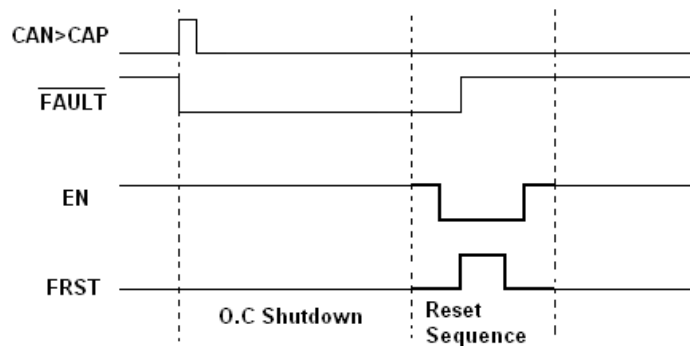 CAN>CAP
FAULT
EN
FRST
O.C Shutdown
Reset
Sequence